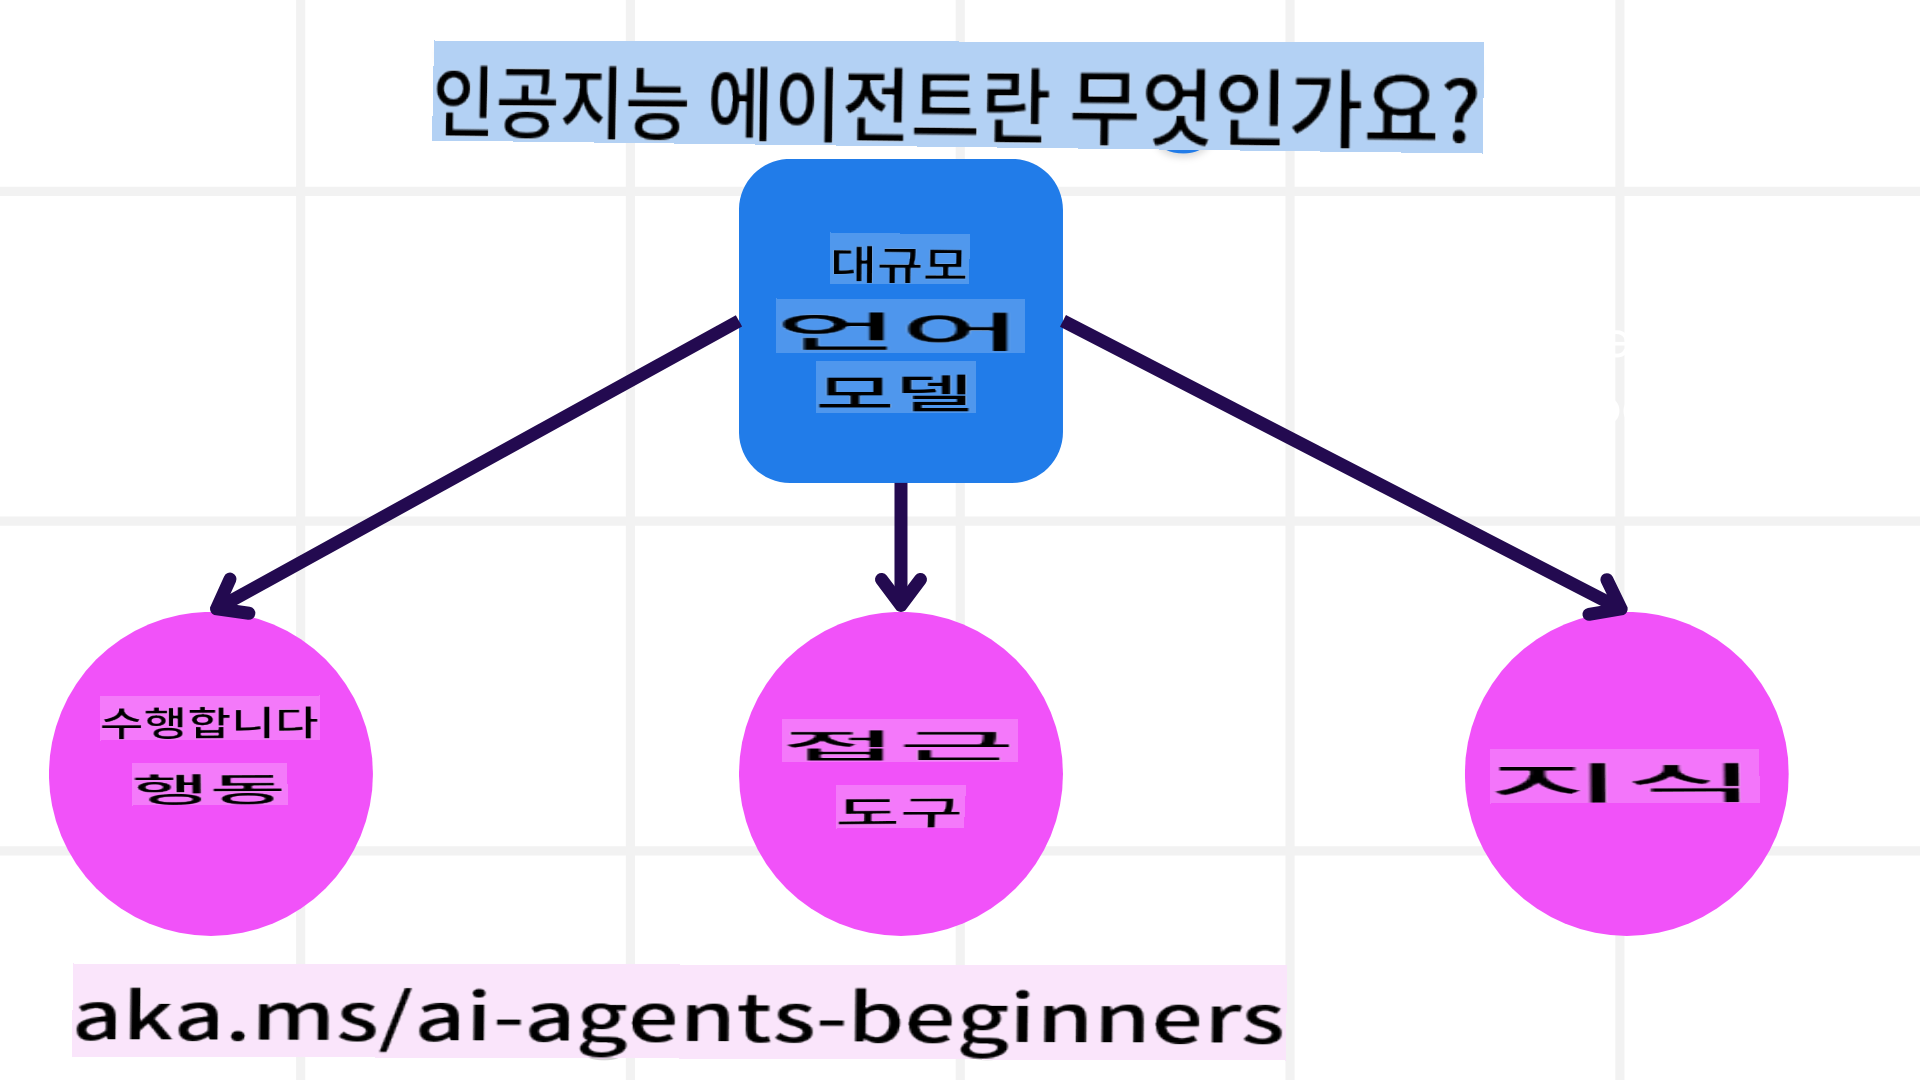 인공지능 에이전트란 무엇인가요?
대규모
언어
모델
수행합니다
행동
접근
도구
지식
aka.ms/ai-agents-beginners